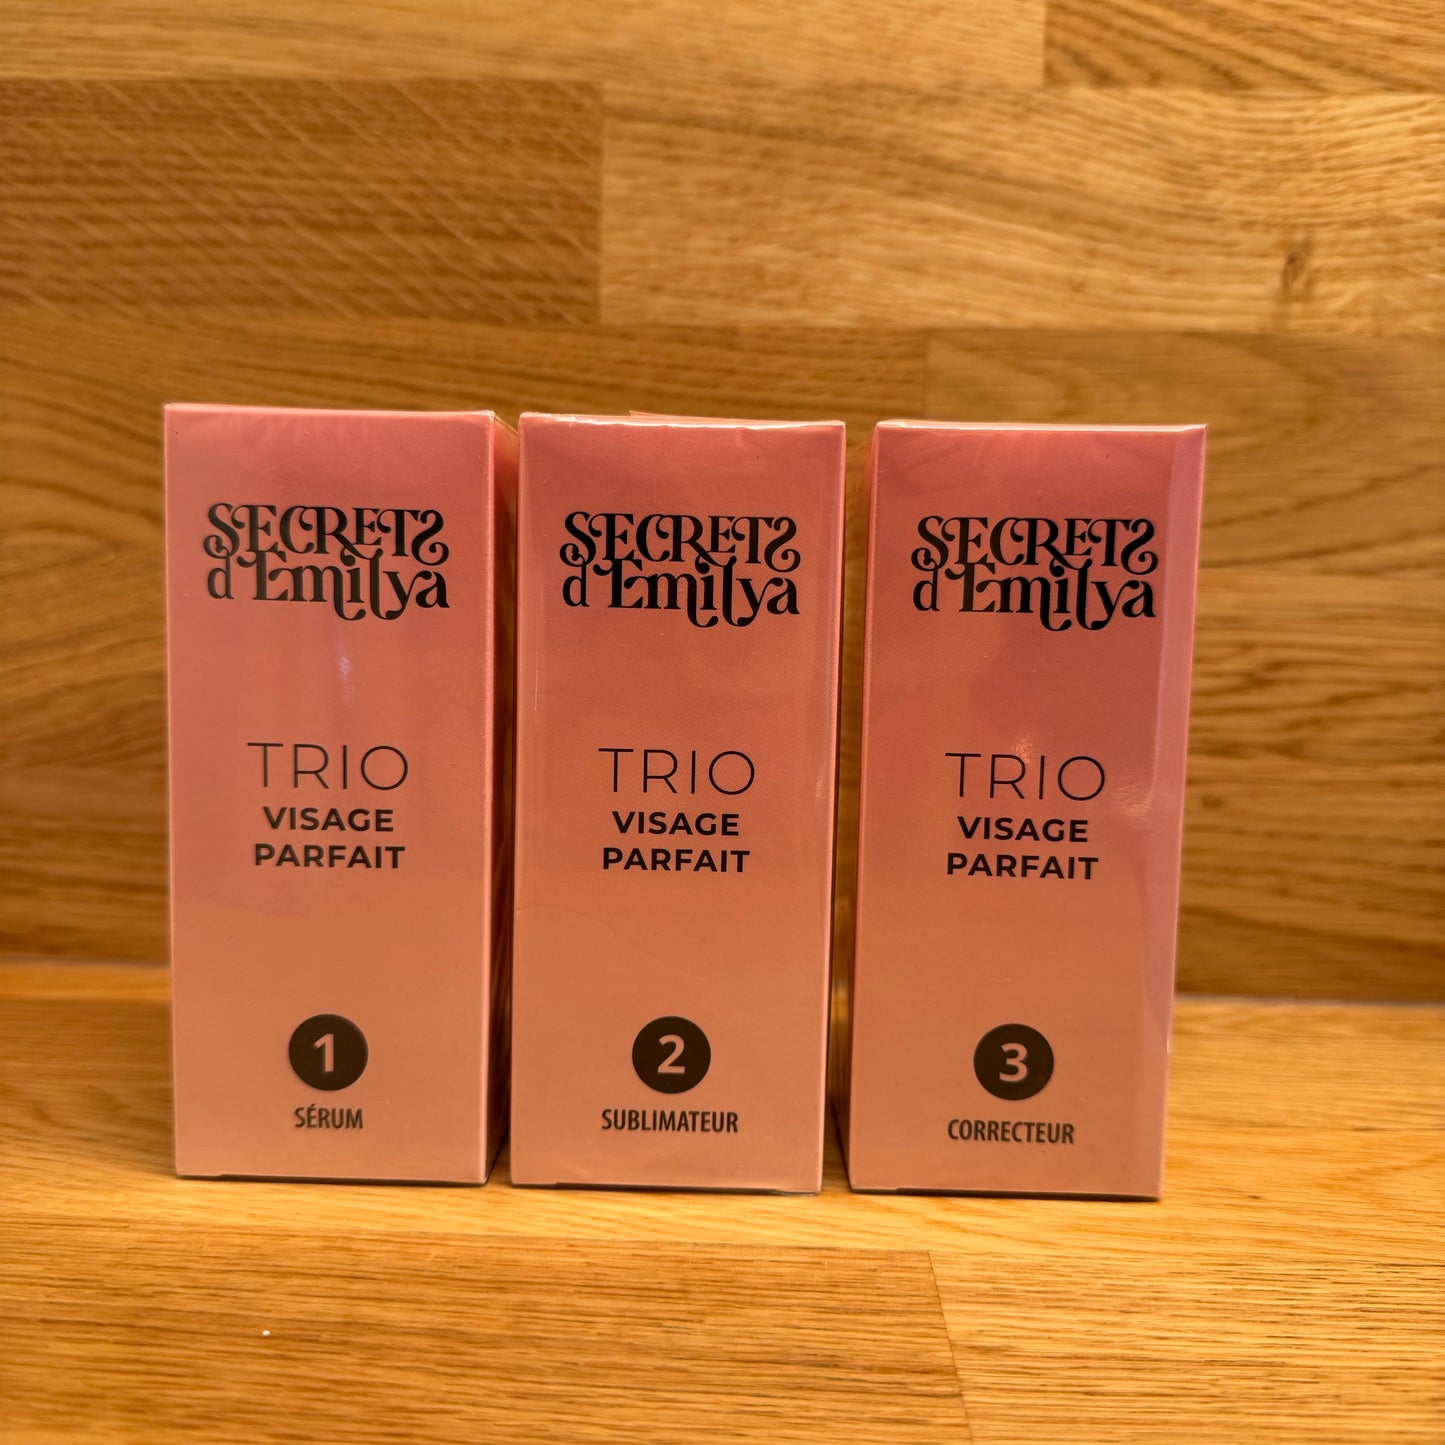 SECRETS
d'Emilya
TRIO
VISAGE
PARFAIT
1
SÉRUM
SECRETS
d'Emilya
TRIO
VISAGE
PARFAIT
2
SUBLIMATEUR
SECRETS
d'Emilya
TRIO
VISAGE
PARFAIT
3
CORRECTEUR